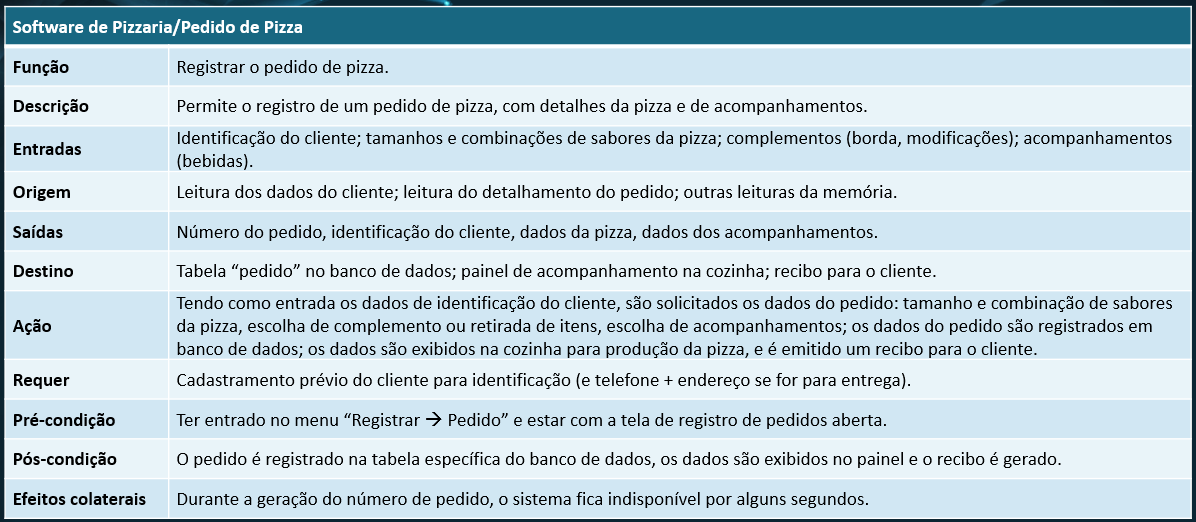 Software de Pizzaria/Pedido de Pizza
Função Registrar o pedido de pizza.
Descrição Permite o registro de um pedido de pizza, com detalhes da pizza e de acompanhamentos.
Entradas Identificação do cliente; tamanhos e combinações de sabores da pizza; complementos (borda, modificações); acompanhamentos
(bebidas).
Origem Leitura dos dados do cliente; leitura do detalhamento do pedido; outras leituras da memória.
Saídas Número do pedido, identificação do cliente, dados da pizza, dados dos acompanhamentos.
Destino Tabela “pedido” no banco de dados; painel de acompanhamento na cozinha; recibo para o cliente.
Ação Tendo como entrada os dados de identificação do cliente, são solicitados os dados do pedido: tamanho e combinação de sabores
da pizza, escolha de complemento ou retirada de itens, escolha de acompanhamentos; os dados do pedido são registrados em
banco de dados; os dados são exibidos na cozinha para produção da pizza, e é emitido um recibo para o cliente.
Requer Cadastramento prévio do cliente para identificação (e telefone + endereço se for para entrega).
Pré-condição Ter entrado no menu “Registrar → Pedido” e estar com a tela de registro de pedidos aberta.
Pós-condição O pedido é registrado na tabela específica do banco de dados, os dados são exibidos no painel e o recibo é gerado.
Efeitos colaterais Durante a geração do número de pedido, o sistema fica indisponível por alguns segundos.